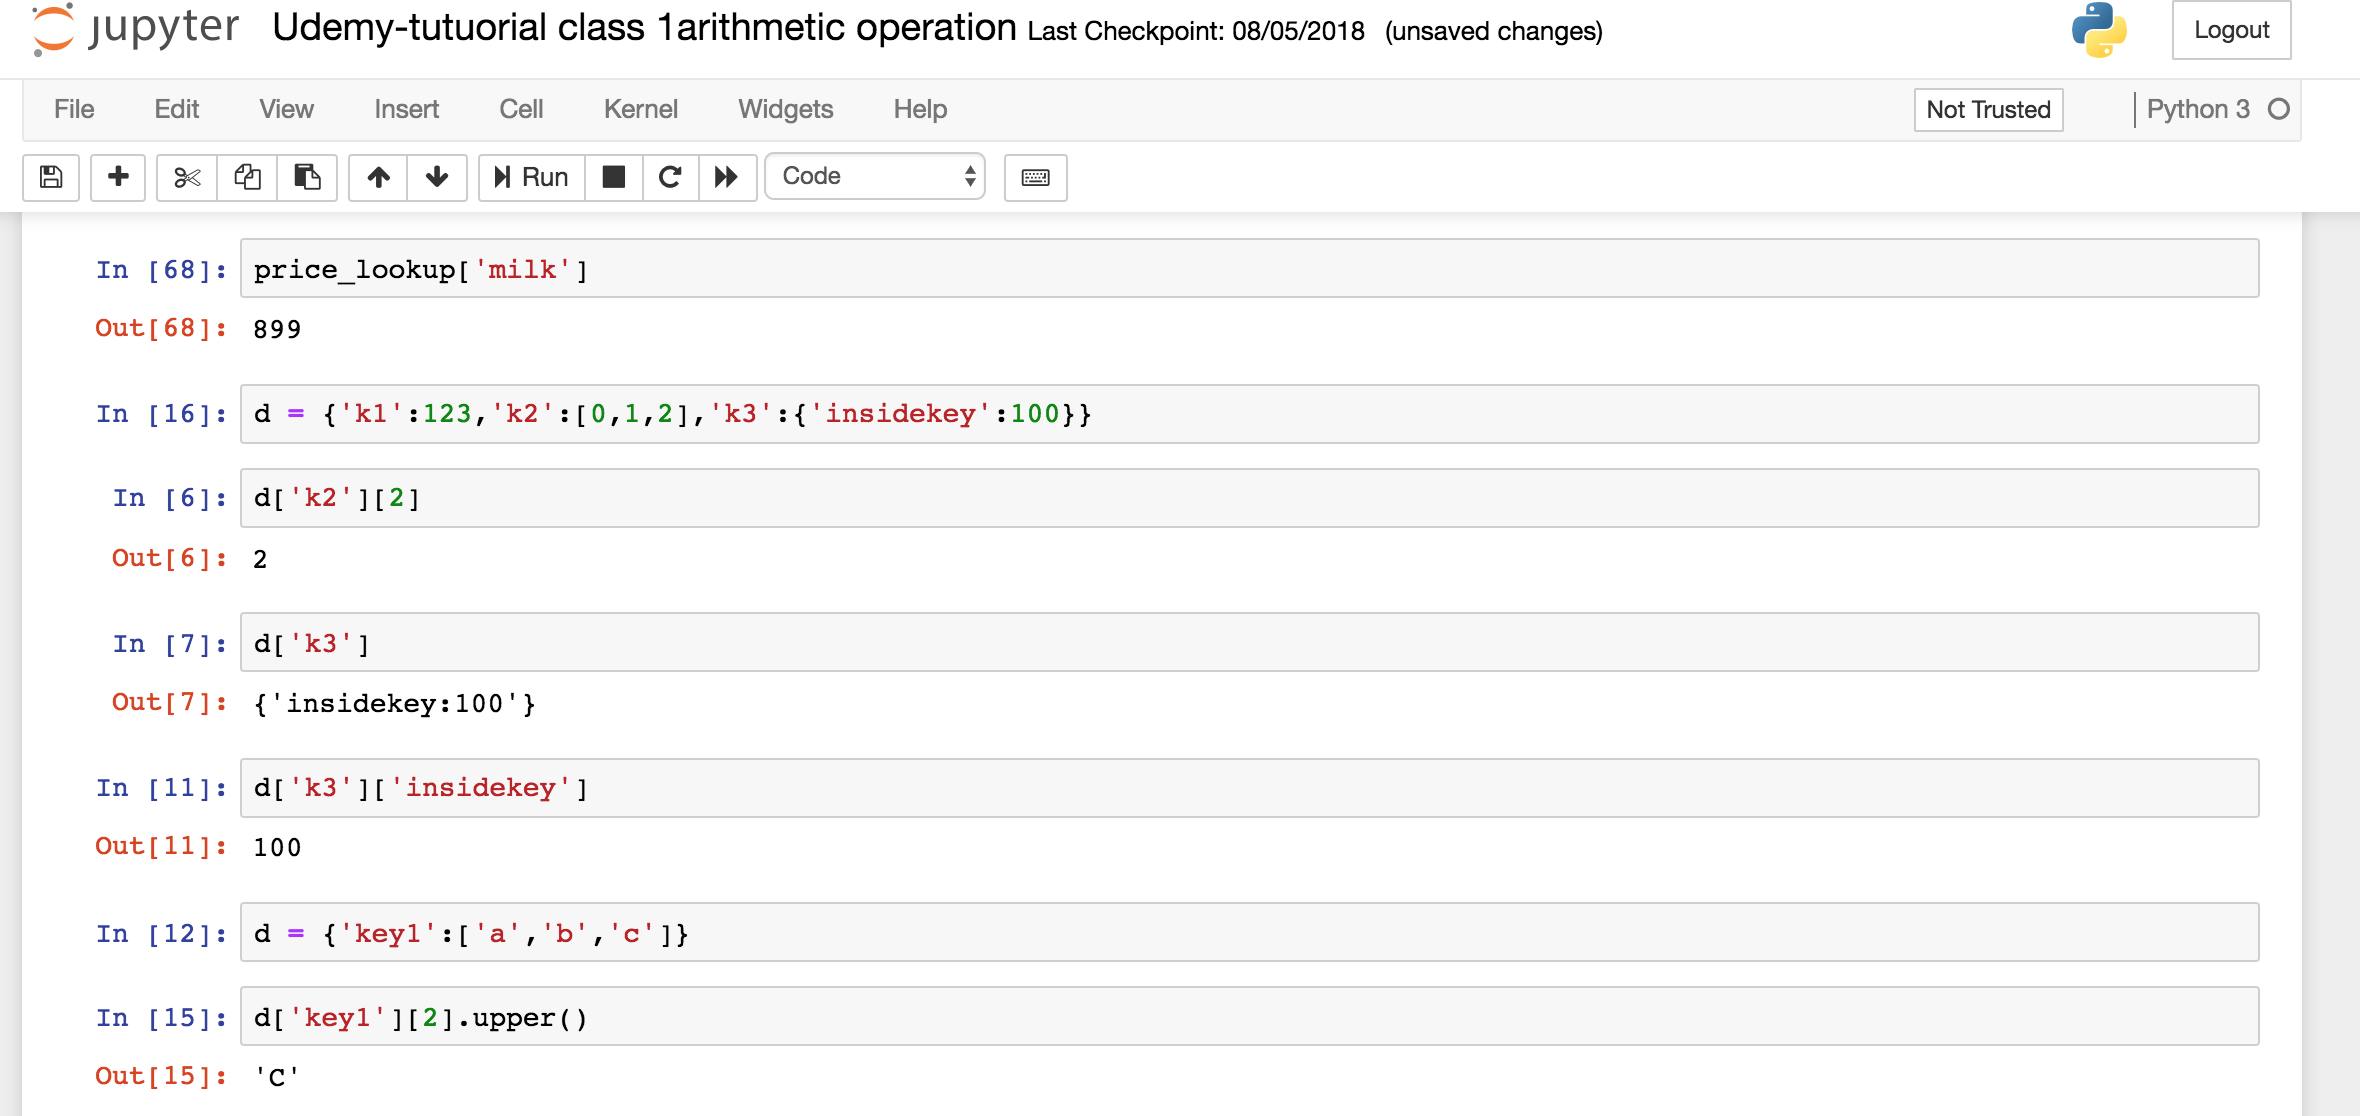 jupyter Udemy-tutuorial class 1arithmetic operation Last Checkpoint: 08/05/2018 (unsaved changes) Logout
File Edit View Insert Cell Kernel Widgets Help Not Trusted Python 3
Run Code
In [68]: price_lookup['milk']
Out[68]: 899
In [16]: d = {'k1':123,'k2':[0,1,2],'k3':{'insidekey':100}}
In [6]: d['k2'][2]
Out[6]: 2
In [7]: d['k3']
Out[7]: {'insidekey:100'}
In [11]: d['k3']['insidekey']
Out[11]: 100
In [12]: d = {'key1':['a','b','c']}
In [15]: d['key1'][2].upper()
Out[15]: 'C'